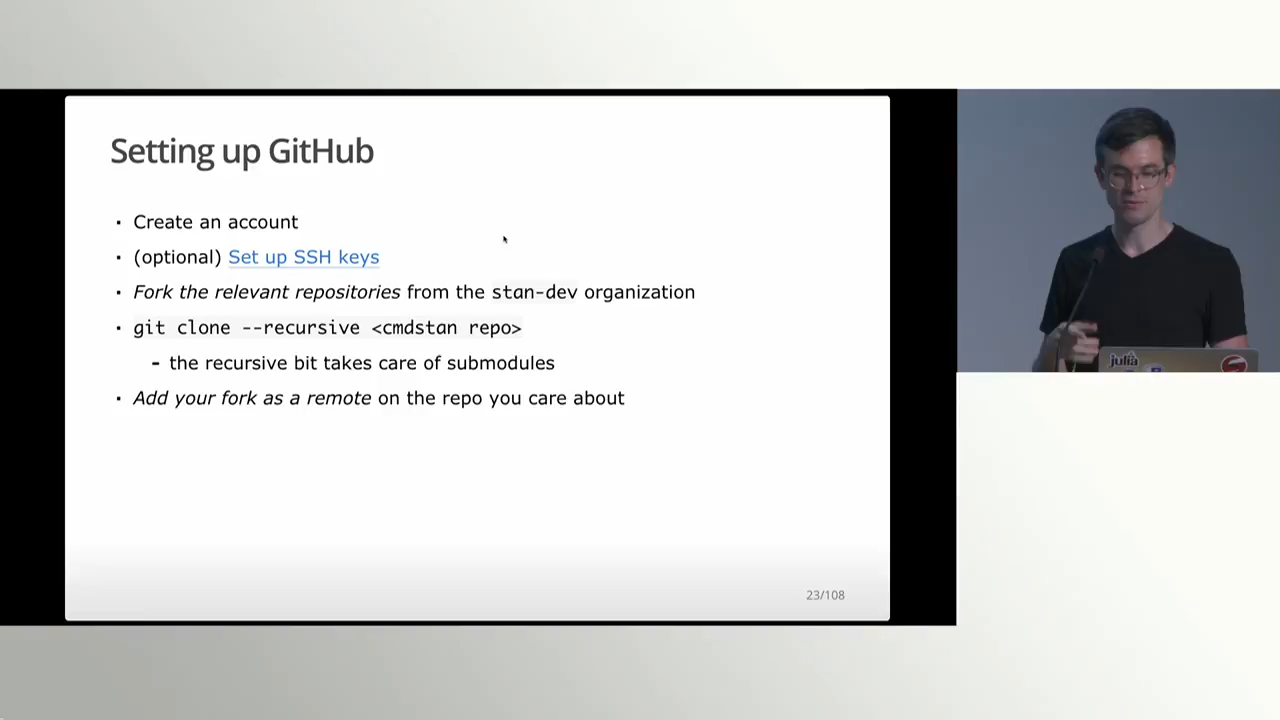 Setting up GitHub
▪ Create an account
▪ (optional) Set up SSH keys
▪ Fork the relevant repositories from the stan-dev organization
▪ git clone --recursive <cmdstan repo>
- the recursive bit takes care of submodules
▪ Add your fork as a remote on the repo you care about
23/108
julia